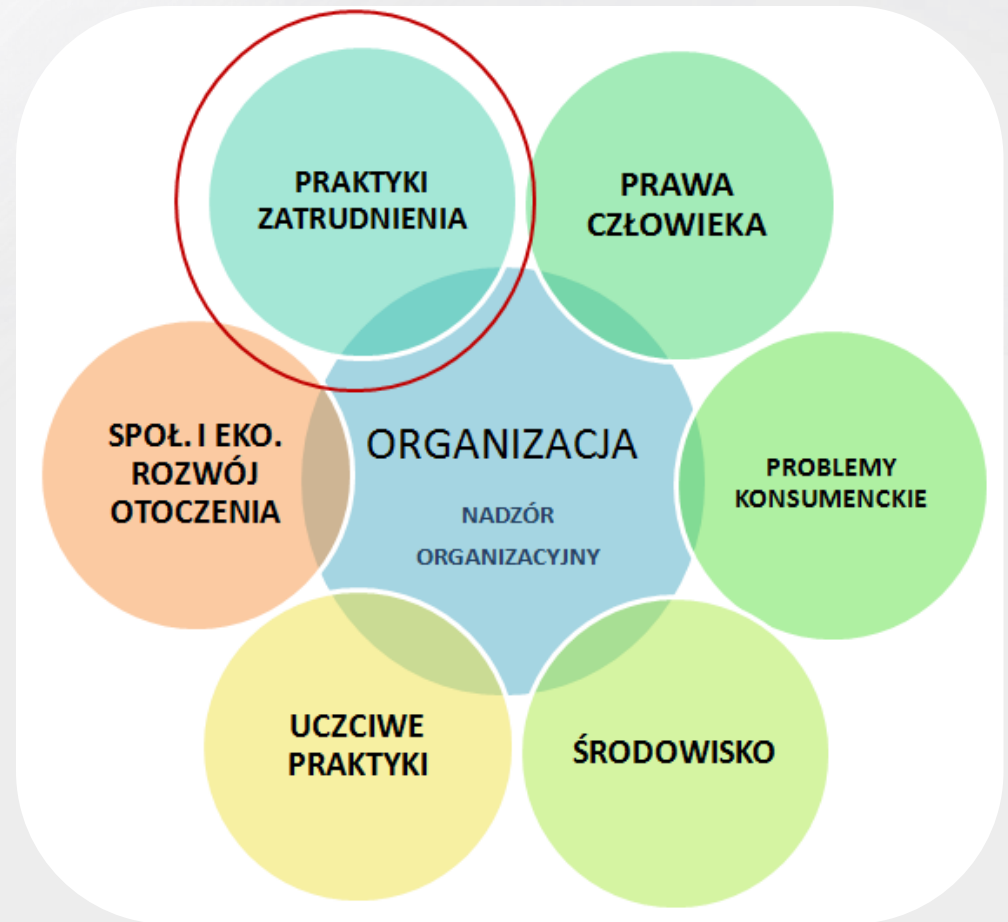 PRAKTYKI
ZATRUDNIENIA
PRAWA
CZŁOWIEKA
SPOŁ. I EKO.
ROZWÓJ
OTOCZENIA
ORGANIZACJA
NADZÓR
ORGANIZACYJNY
PROBLEMY
KONSUMENCKIE
UCZCIWE
PRAKTYKI
ŚRODOWISKO